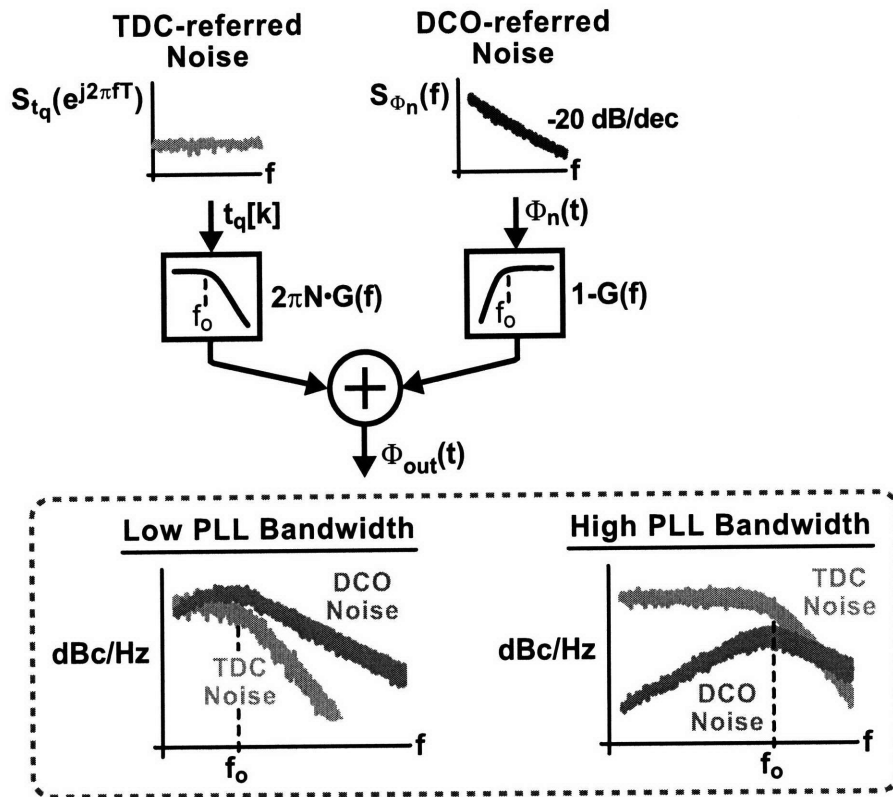 TDC-referred
Noise
DCO-referred
Noise
S_tq(e^j2πfT)
f
S_Φn(f)
-20 dB/dec
f
t_q[k]
Φ_n(t)
f_o
2πN•G(f)
f_o
1-G(f)
+
Φ_out(t)
Low PLL Bandwidth
High PLL Bandwidth
dBc/Hz
DCO
Noise
TDC
Noise
f
f_o
dBc/Hz
TDC
Noise
DCO
Noise
f
f_o